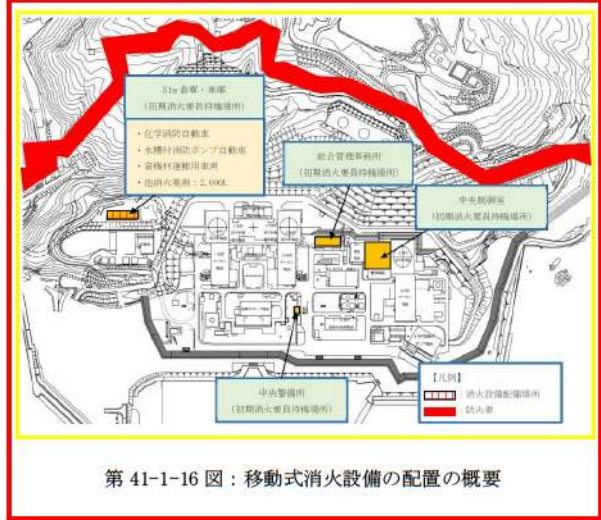 51m倉庫・車庫
(初期消火要員待機場所)
・化学消防自動車
・水槽付消防ポンプ自動車
・資機材運搬用車両
・泡消火薬剤:2,600L
総合管理事務所
(初期消火要員待機場所)
中央制御室
(初期消火要員待機場所)
中央警備所
(初期消火要員待機場所)
【凡例】
:消火設備配備場所
:防火帯
第 41-1-16 図:移動式消火設備の配置の概要